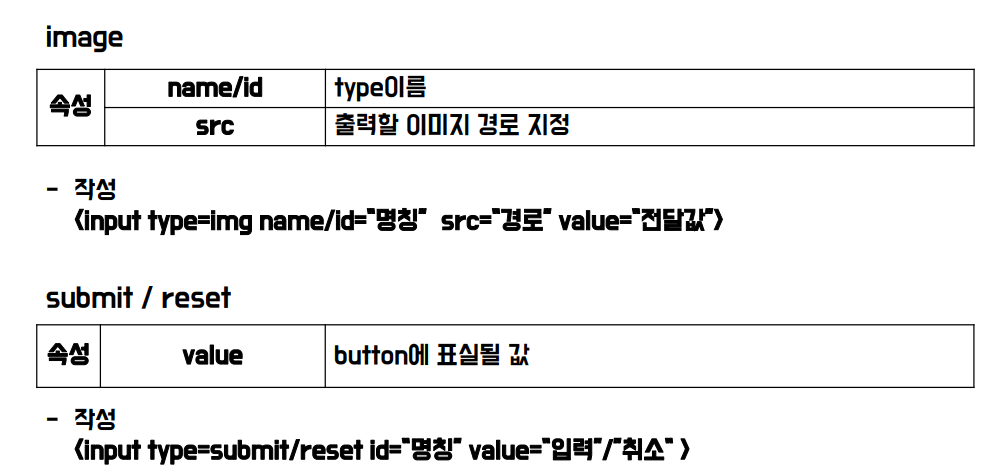 image
속성 name/id type이름
src 출력할 이미지 경로 지정
- 작성
<input type=img name/id="명칭" src="경로" value="전달값">
submit / reset
속성 value button에 표실될 값
- 작성
<input type=submit/reset id="명칭" value="입력"/"취소" >